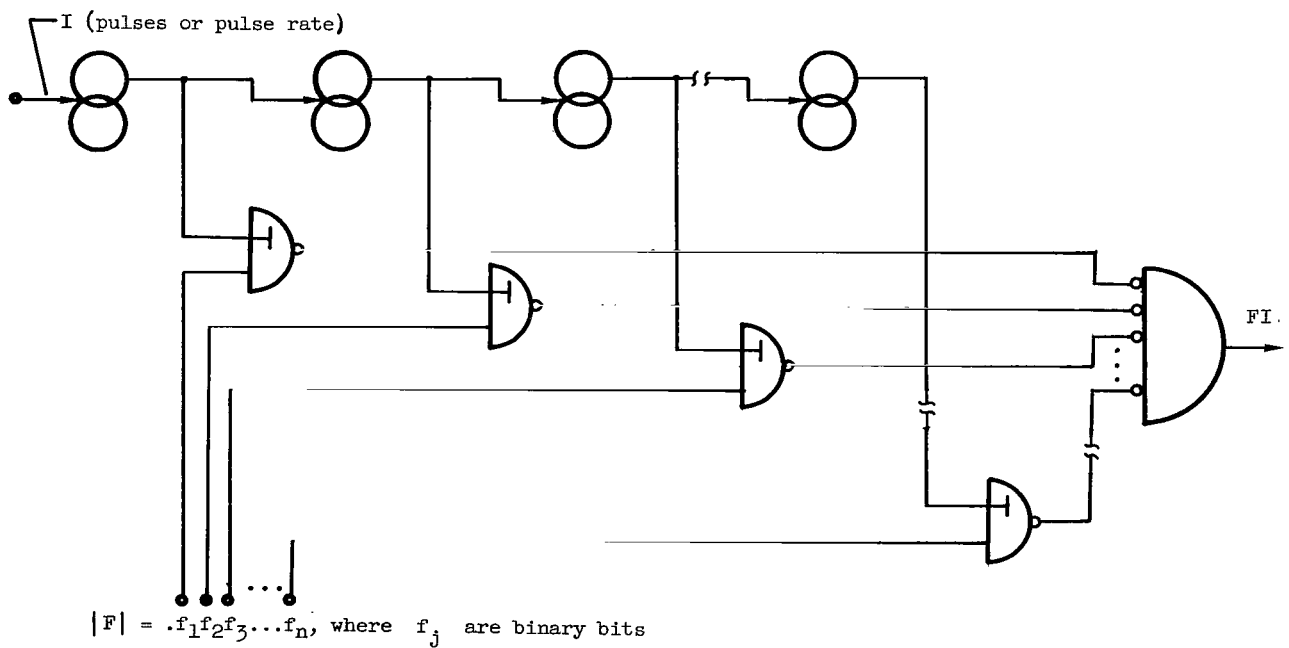 I (pulses or pulse rate)
FI.
|F| = .f₁f₂f₃...fₙ, where fⱼ are binary bits